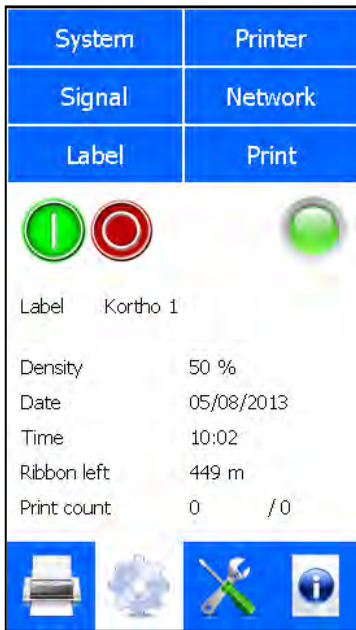 System Printer
Signal Network
Label Print
Label Kortho 1
Density 50 %
Date 05/08/2013
Time 10:02
Ribbon left 449 m
Print count 0 / 0